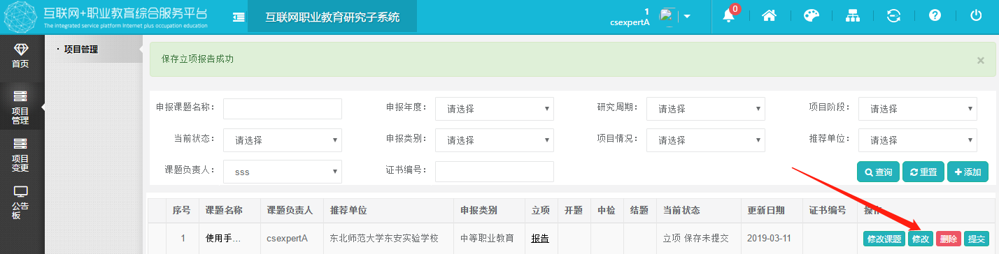 互联网+职业教育综合服务平台
The integrated service platform Internet plus occupation education
互联网职业教育研究子系统
1
csexpertA
0
首页
项目管理
项目变更
公告板
· 项目管理
保存立项报告成功 ×
申报课题名称： 申报年度： 请选择 研究周期： 请选择 项目阶段： 请选择
当前状态： 请选择 申报类别： 请选择 项目情况： 请选择 推荐单位： 请选择
课题负责人： sss 证书编号： 查询 重置 添加
序号 课题名称 课题负责人 推荐单位 申报类别 立项 开题 中检 结题 当前状态 更新日期 证书编号 操作
1 使用手... csexpertA 东北师范大学东安实验学校 中等职业教育 报告 立项 保存未提交 2019-03-11 修改课题 修改 删除 提交